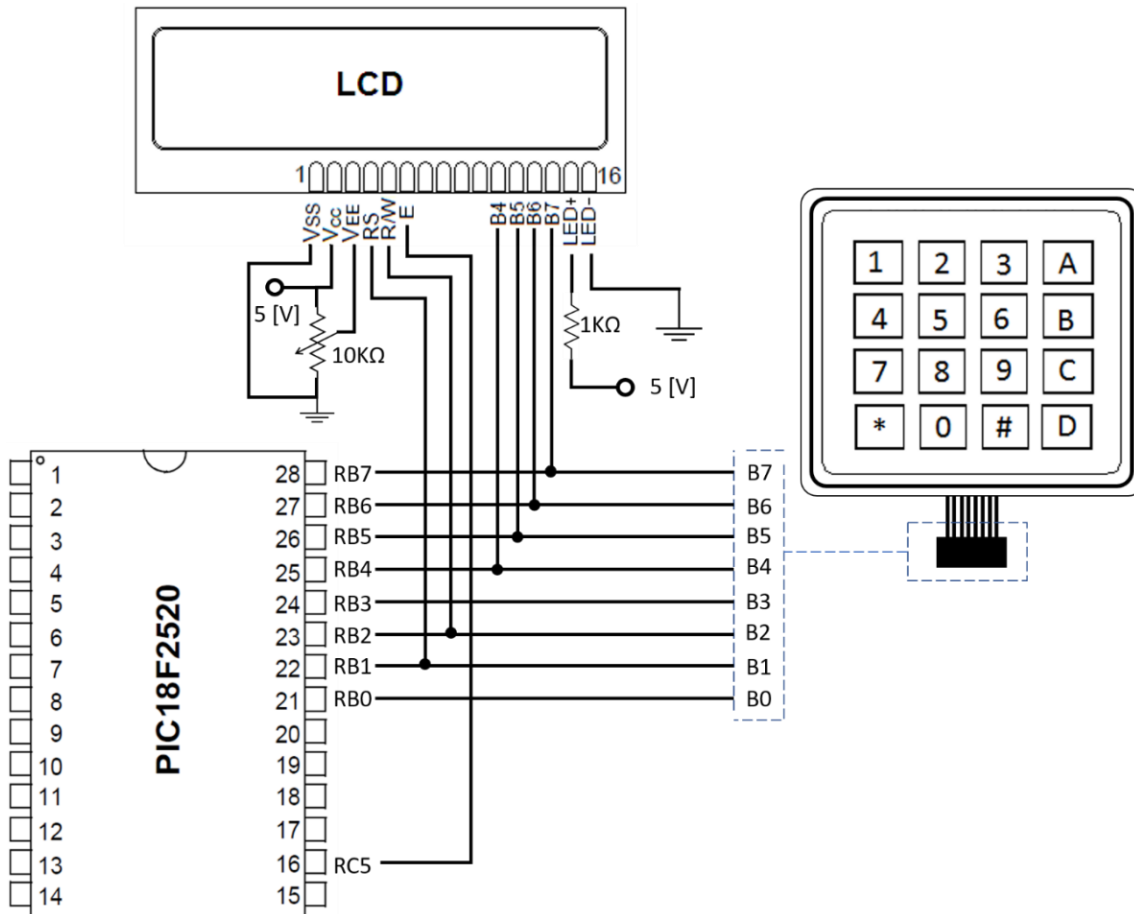 LCD
1 16
VSS VCC VEE RS R/W E B4 B5 B6 B7 LED+ LED-
5 [V]
10KΩ
1KΩ
5 [V]
1 2 3 A
4 5 6 B
7 8 9 C
* 0 # D
PIC18F2520
1 28 RB7 B7
2 27 RB6 B6
3 26 RB5 B5
4 25 RB4 B4
5 24 RB3 B3
6 23 RB2 B2
7 22 RB1 B1
8 21 RB0 B0
9 20
10 19
11 18
12 17
13 16 RC5
14 15